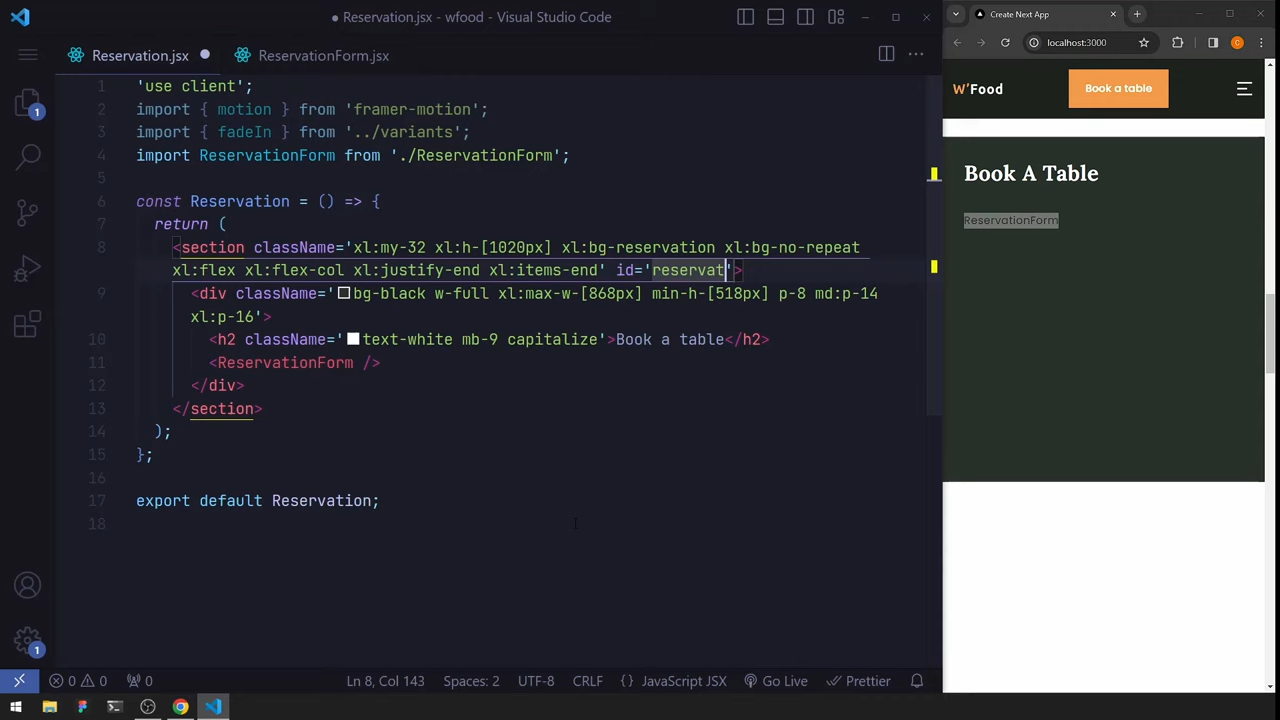 Reservation.jsx - wfood - Visual Studio Code
Reservation.jsx
ReservationForm.jsx
1 'use client';
2 import { motion } from 'framer-motion';
3 import { fadeIn } from '../variants';
4 import ReservationForm from './ReservationForm';
5
6 const Reservation = () => {
7 return (
8 <section className='xl:my-32 xl:h-[1020px] xl:bg-reservation xl:bg-no-repeat
xl:flex xl:flex-col xl:justify-end xl:items-end' id='reservat'>
9 <div className='bg-black w-full xl:max-w-[868px] min-h-[518px] p-8 md:p-14
xl:p-16'>
10 <h2 className='text-white mb-9 capitalize'>Book a table</h2>
11 <ReservationForm />
12 </div>
13 </section>
14 );
15 };
16
17 export default Reservation;
18
1
1
0 0 0
Ln 8, Col 143
Spaces: 2
UTF-8
CRLF
{} JavaScript JSX
Go Live
Prettier
Create Next App
localhost:3000
C
W'Food
Book a table
Book A Table
ReservationForm